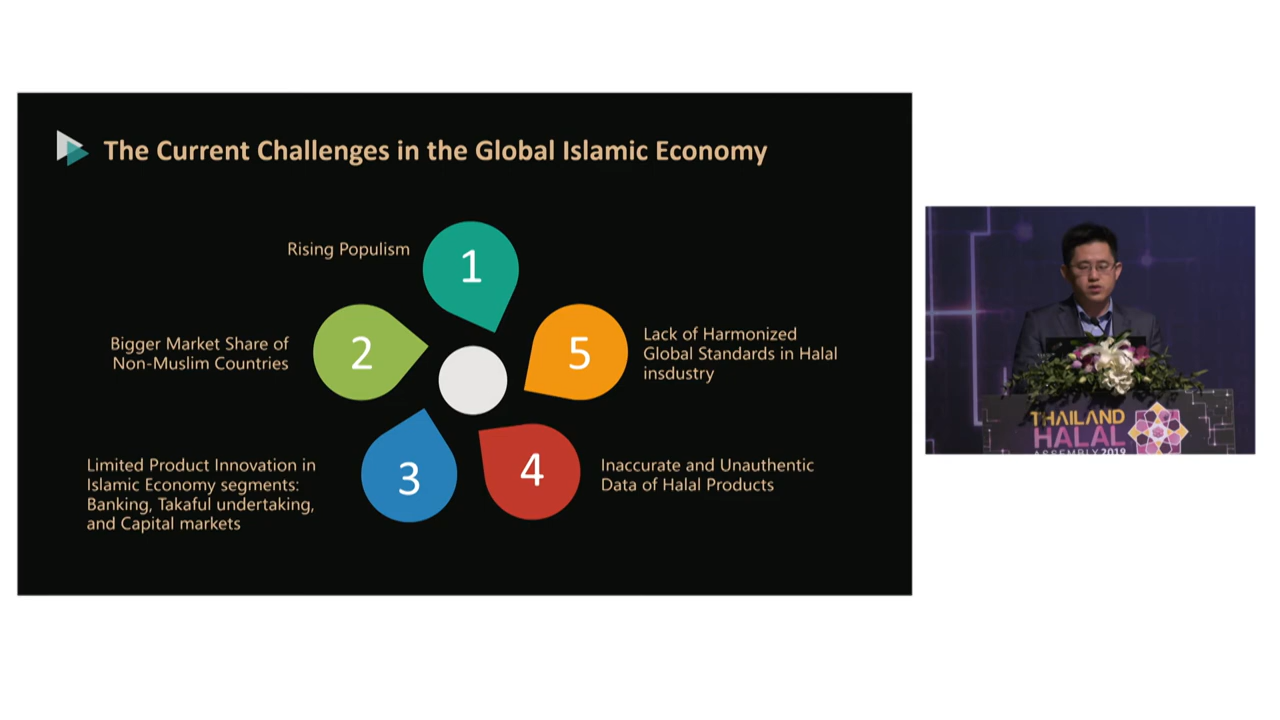 The Current Challenges in the Global Islamic Economy
1
Rising Populism
2
Bigger Market Share of
Non-Muslim Countries
3
Limited Product Innovation in
Islamic Economy segments:
Banking, Takaful undertaking,
and Capital markets
4
Inaccurate and Unauthentic
Data of Halal Products
5
Lack of Harmonized
Global Standards in Halal
insdustry
THAILAND
HALAL
ASSEMBLY 2019